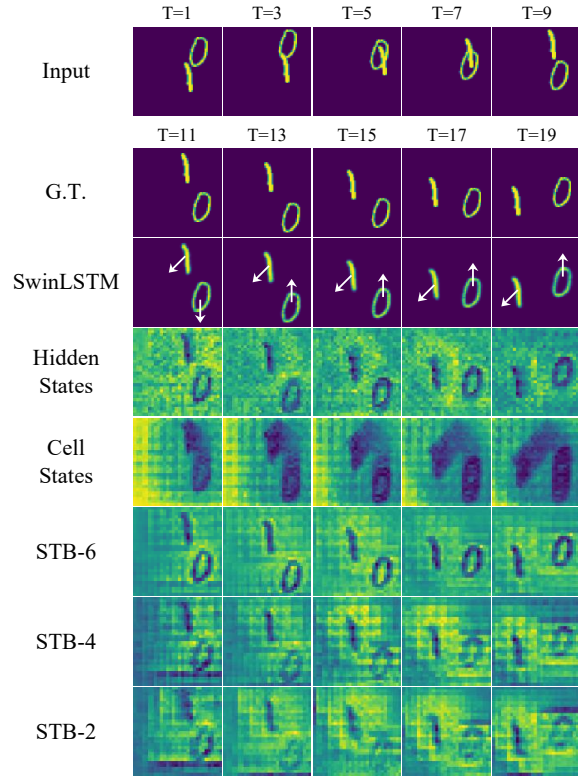 T=1 T=3 T=5 T=7 T=9
Input
T=11 T=13 T=15 T=17 T=19
G.T.
SwinLSTM
Hidden
States
Cell
States
STB-6
STB-4
STB-2